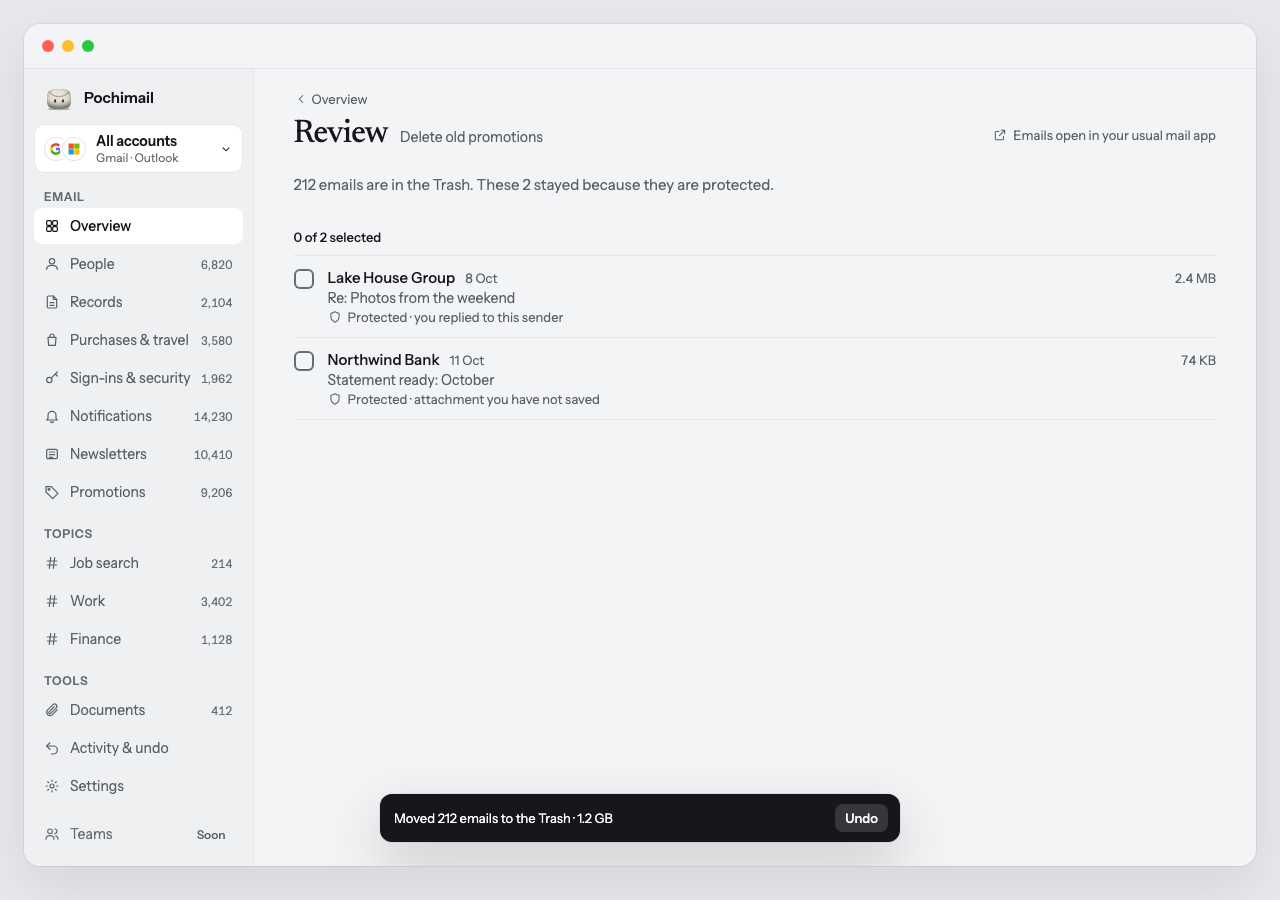 Pochimail
All accounts
Gmail · Outlook
EMAIL
Overview
People 6,820
Records 2,104
Purchases & travel 3,580
Sign-ins & security 1,962
Notifications 14,230
Newsletters 10,410
Promotions 9,206
TOPICS
# Job search 214
# Work 3,402
# Finance 1,128
TOOLS
Documents 412
Activity & undo
Settings
Teams Soon
Overview
Review Delete old promotions
Emails open in your usual mail app
212 emails are in the Trash. These 2 stayed because they are protected.
0 of 2 selected
Lake House Group 8 Oct 2.4 MB
Re: Photos from the weekend
Protected · you replied to this sender
Northwind Bank 11 Oct 74 KB
Statement ready: October
Protected · attachment you have not saved
Moved 212 emails to the Trash · 1.2 GB Undo